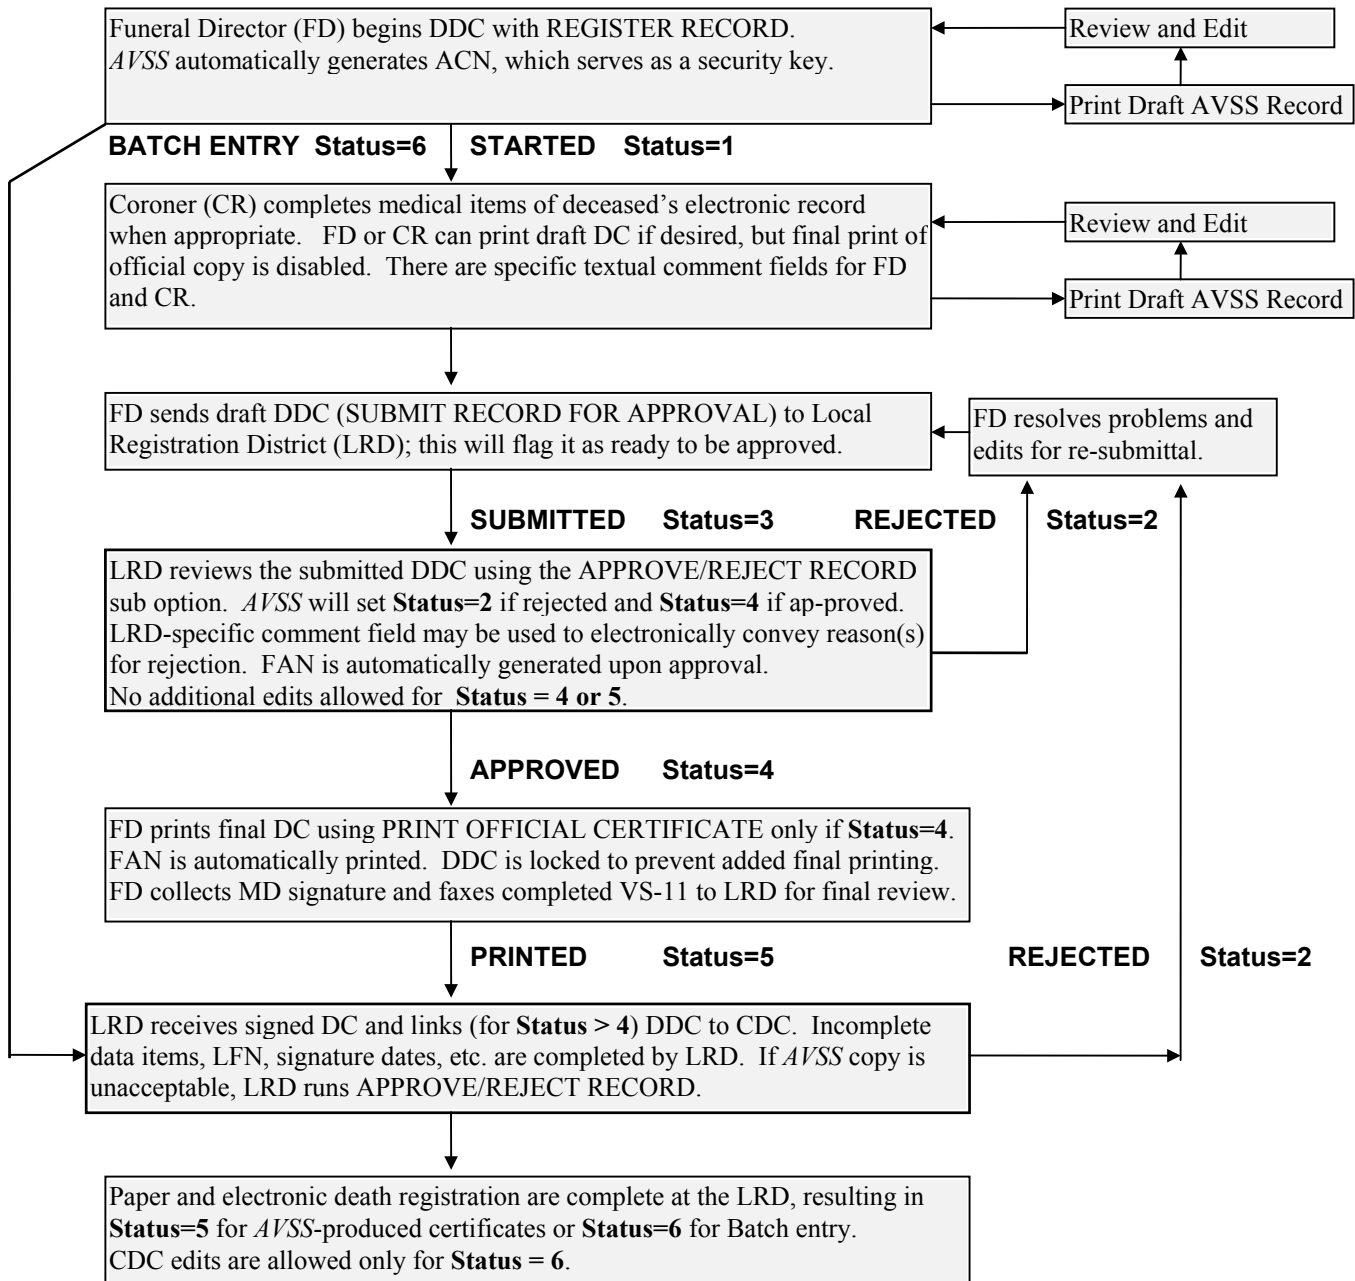 Funeral Director (FD) begins DDC with REGISTER RECORD.
AVSS automatically generates ACN, which serves as a security key.
Review and Edit
Print Draft AVSS Record
BATCH ENTRY Status=6
STARTED Status=1
Coroner (CR) completes medical items of deceased’s electronic record
when appropriate. FD or CR can print draft DC if desired, but final print of
official copy is disabled. There are specific textual comment fields for FD
and CR.
Review and Edit
Print Draft AVSS Record
FD sends draft DDC (SUBMIT RECORD FOR APPROVAL) to Local
Registration District (LRD); this will flag it as ready to be approved.
FD resolves problems and
edits for re-submittal.
SUBMITTED Status=3
REJECTED Status=2
LRD reviews the submitted DDC using the APPROVE/REJECT RECORD
sub option. AVSS will set Status=2 if rejected and Status=4 if ap-proved.
LRD-specific comment field may be used to electronically convey reason(s)
for rejection. FAN is automatically generated upon approval.
No additional edits allowed for Status = 4 or 5.
APPROVED Status=4
FD prints final DC using PRINT OFFICIAL CERTIFICATE only if Status=4.
FAN is automatically printed. DDC is locked to prevent added final printing.
FD collects MD signature and faxes completed VS-11 to LRD for final review.
PRINTED Status=5
REJECTED Status=2
LRD receives signed DC and links (for Status > 4) DDC to CDC. Incomplete
data items, LFN, signature dates, etc. are completed by LRD. If AVSS copy is
unacceptable, LRD runs APPROVE/REJECT RECORD.
Paper and electronic death registration are complete at the LRD, resulting in
Status=5 for AVSS-produced certificates or Status=6 for Batch entry.
CDC edits are allowed only for Status = 6.